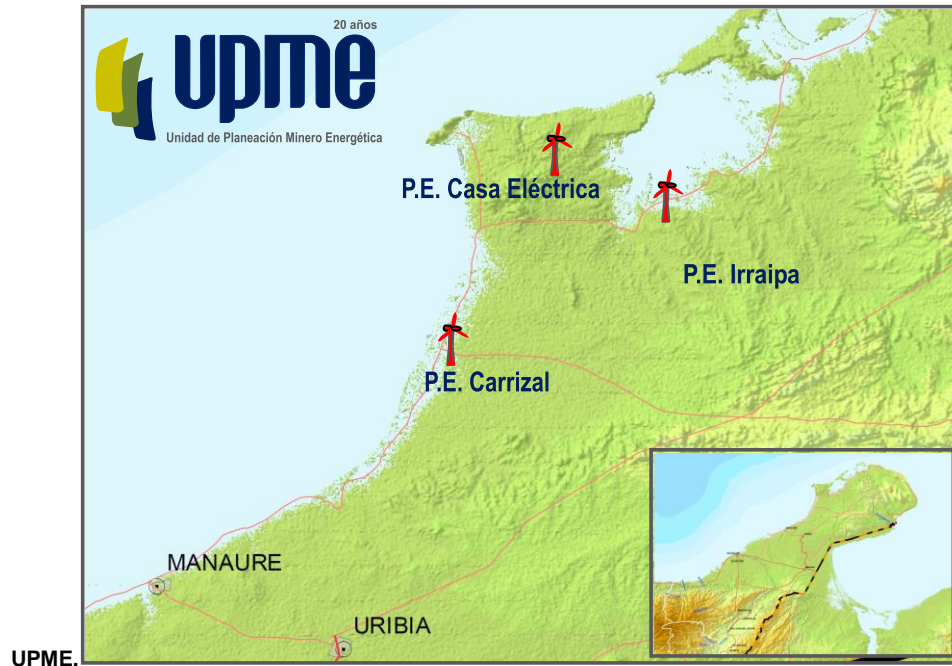 20 años
upme
Unidad de Planeación Minero Energética
P.E. Casa Eléctrica
P.E. Irraipa
P.E. Carrizal
MANAURE
URIBIA
UPME.